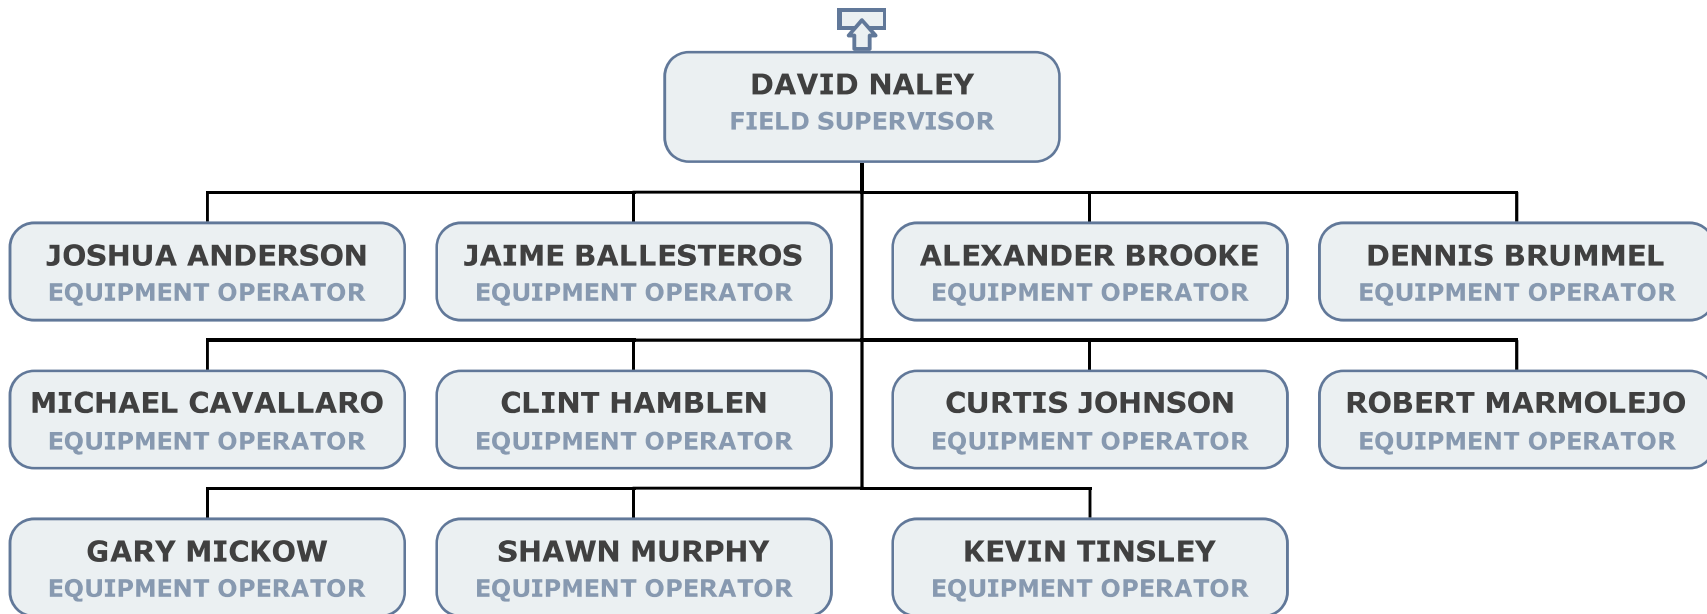 DAVID NALEY
FIELD SUPERVISOR
JOSHUA ANDERSON
EQUIPMENT OPERATOR
JAIME BALLESTEROS
EQUIPMENT OPERATOR
ALEXANDER BROOKE
EQUIPMENT OPERATOR
DENNIS BRUMMEL
EQUIPMENT OPERATOR
MICHAEL CAVALLARO
EQUIPMENT OPERATOR
CLINT HAMBLEN
EQUIPMENT OPERATOR
CURTIS JOHNSON
EQUIPMENT OPERATOR
ROBERT MARMOLEJO
EQUIPMENT OPERATOR
GARY MICKOW
EQUIPMENT OPERATOR
SHAWN MURPHY
EQUIPMENT OPERATOR
KEVIN TINSLEY
EQUIPMENT OPERATOR